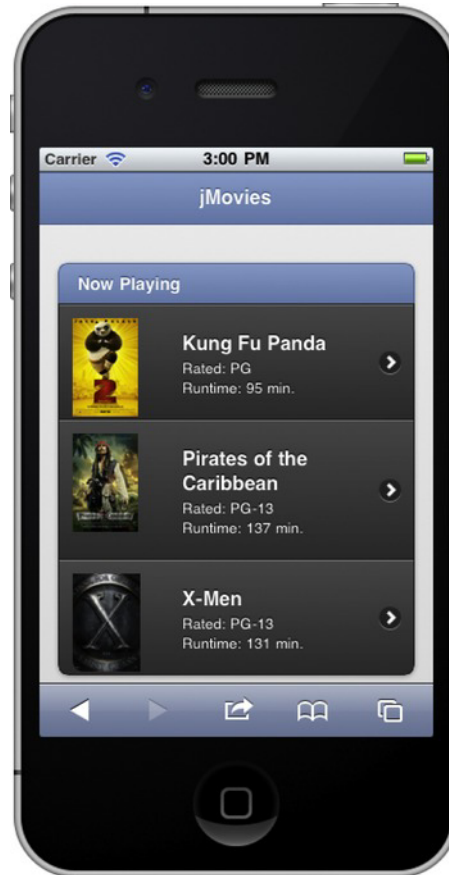 Carrier
3:00 PM
jMovies
Now Playing
2
Kung Fu Panda
Rated: PG
Runtime: 95 min.
Pirates of the
Caribbean
Rated: PG-13
Runtime: 137 min.
X-Men
Rated: PG-13
Runtime: 131 min.